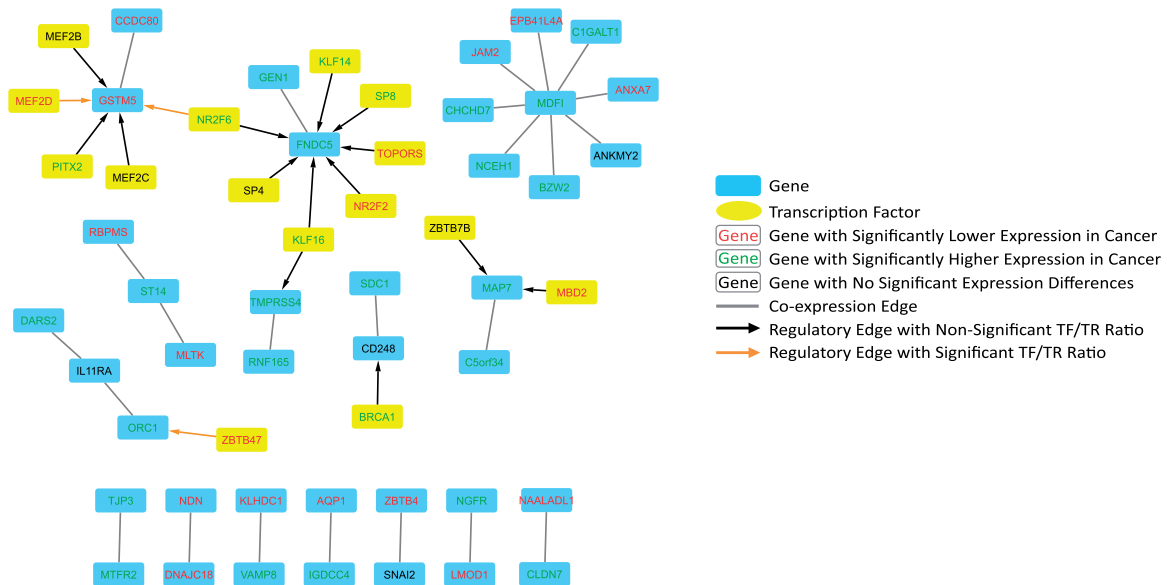 CCDC80
MEF2B
MEF2D
GSTM5
NR2F6
PITX2
MEF2C
GEN1
KLF14
SP8
FNDC5
TOPORS
SP4
NR2F2
KLF16
TMPRSS4
RNF165
EPB41L4A
C1GALT1
JAM2
ANXA7
CHCHD7
MDFI
ANKMY2
NCEH1
BZW2
RBPMS
ST14
MLTK
DARS2
IL11RA
ORC1
ZBTB47
SDC1
CD248
BRCA1
ZBTB7B
MAP7
MBD2
C5orf34
TJP3
NDN
KLHDC1
AQP1
ZBTB4
NGFR
NAALADL1
MTFR2
DNAJC18
VAMP8
IGDCC4
SNAI2
LMOD1
CLDN7
Gene
Transcription Factor
Gene Gene with Significantly Lower Expression in Cancer
Gene Gene with Significantly Higher Expression in Cancer
Gene Gene with No Significant Expression Differences
Co-expression Edge
Regulatory Edge with Non-Significant TF/TR Ratio
Regulatory Edge with Significant TF/TR Ratio